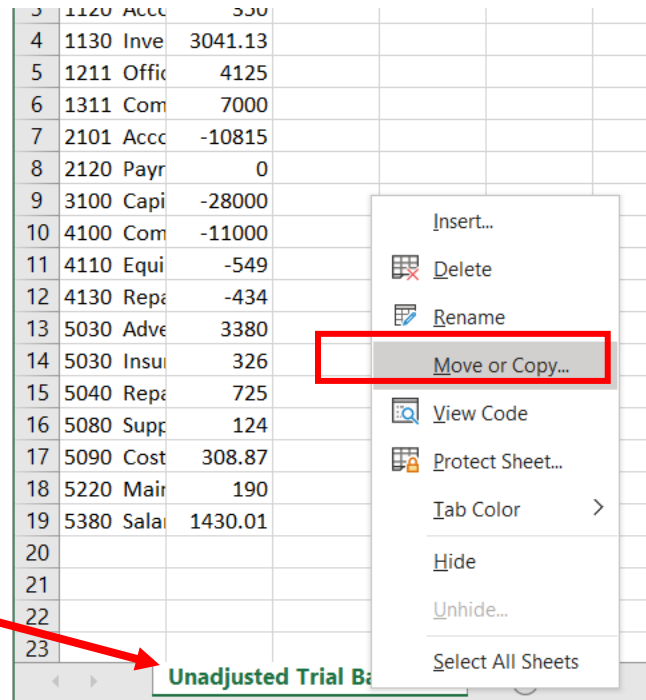 3 1120 Acco 350
4 1130 Inve 3041.13
5 1211 Offic 4125
6 1311 Com 7000
7 2101 Acco -10815
8 2120 Payr 0
9 3100 Capi -28000
10 4100 Com -11000
11 4110 Equi -549
12 4130 Repa -434
13 5030 Adve 3380
14 5030 Insu 326
15 5040 Repa 725
16 5080 Supp 124
17 5090 Cost 308.87
18 5220 Mair 190
19 5380 Sala 1430.01
20
21
22
23
Insert...
Delete
Rename
Move or Copy...
View Code
Protect Sheet...
Tab Color
Hide
Unhide...
Select All Sheets
Unadjusted Trial Ba